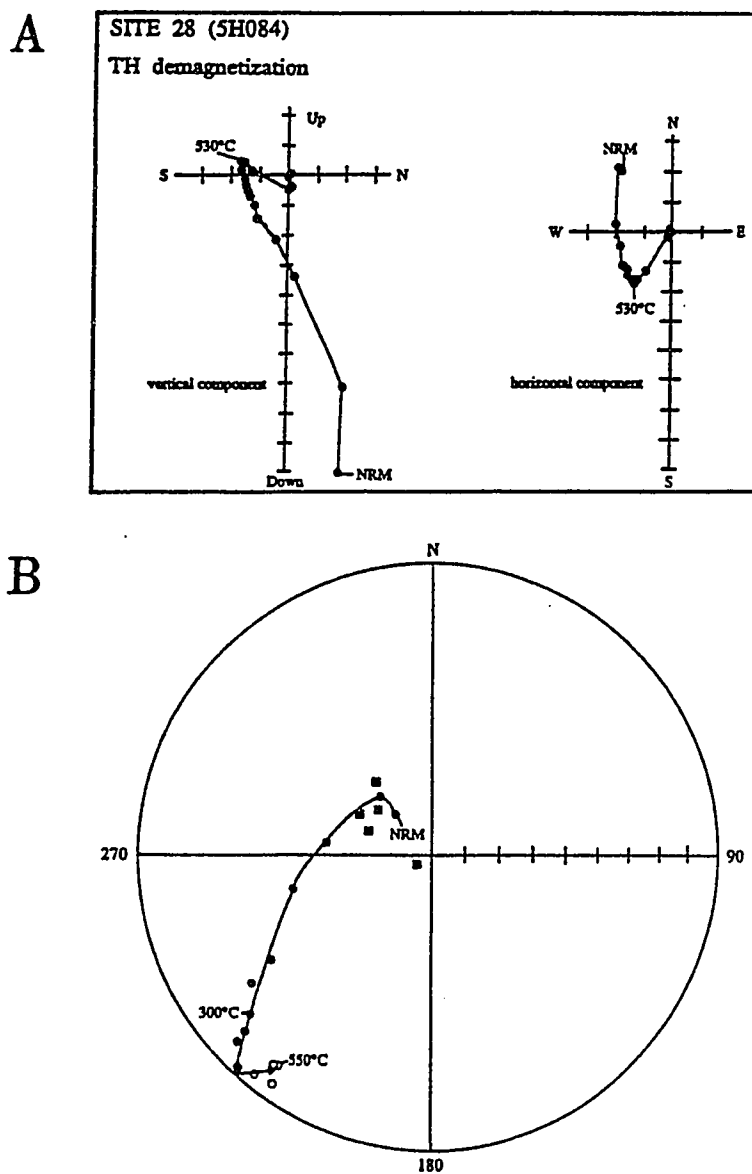 A
SITE 28 (5H084)
TH demagnetization
Up
530°C
S
N
vertical component
NRM
Down
N
NRM
W
E
530°C
horizontal component
S
B
N
NRM
270
90
300°C
550°C
180